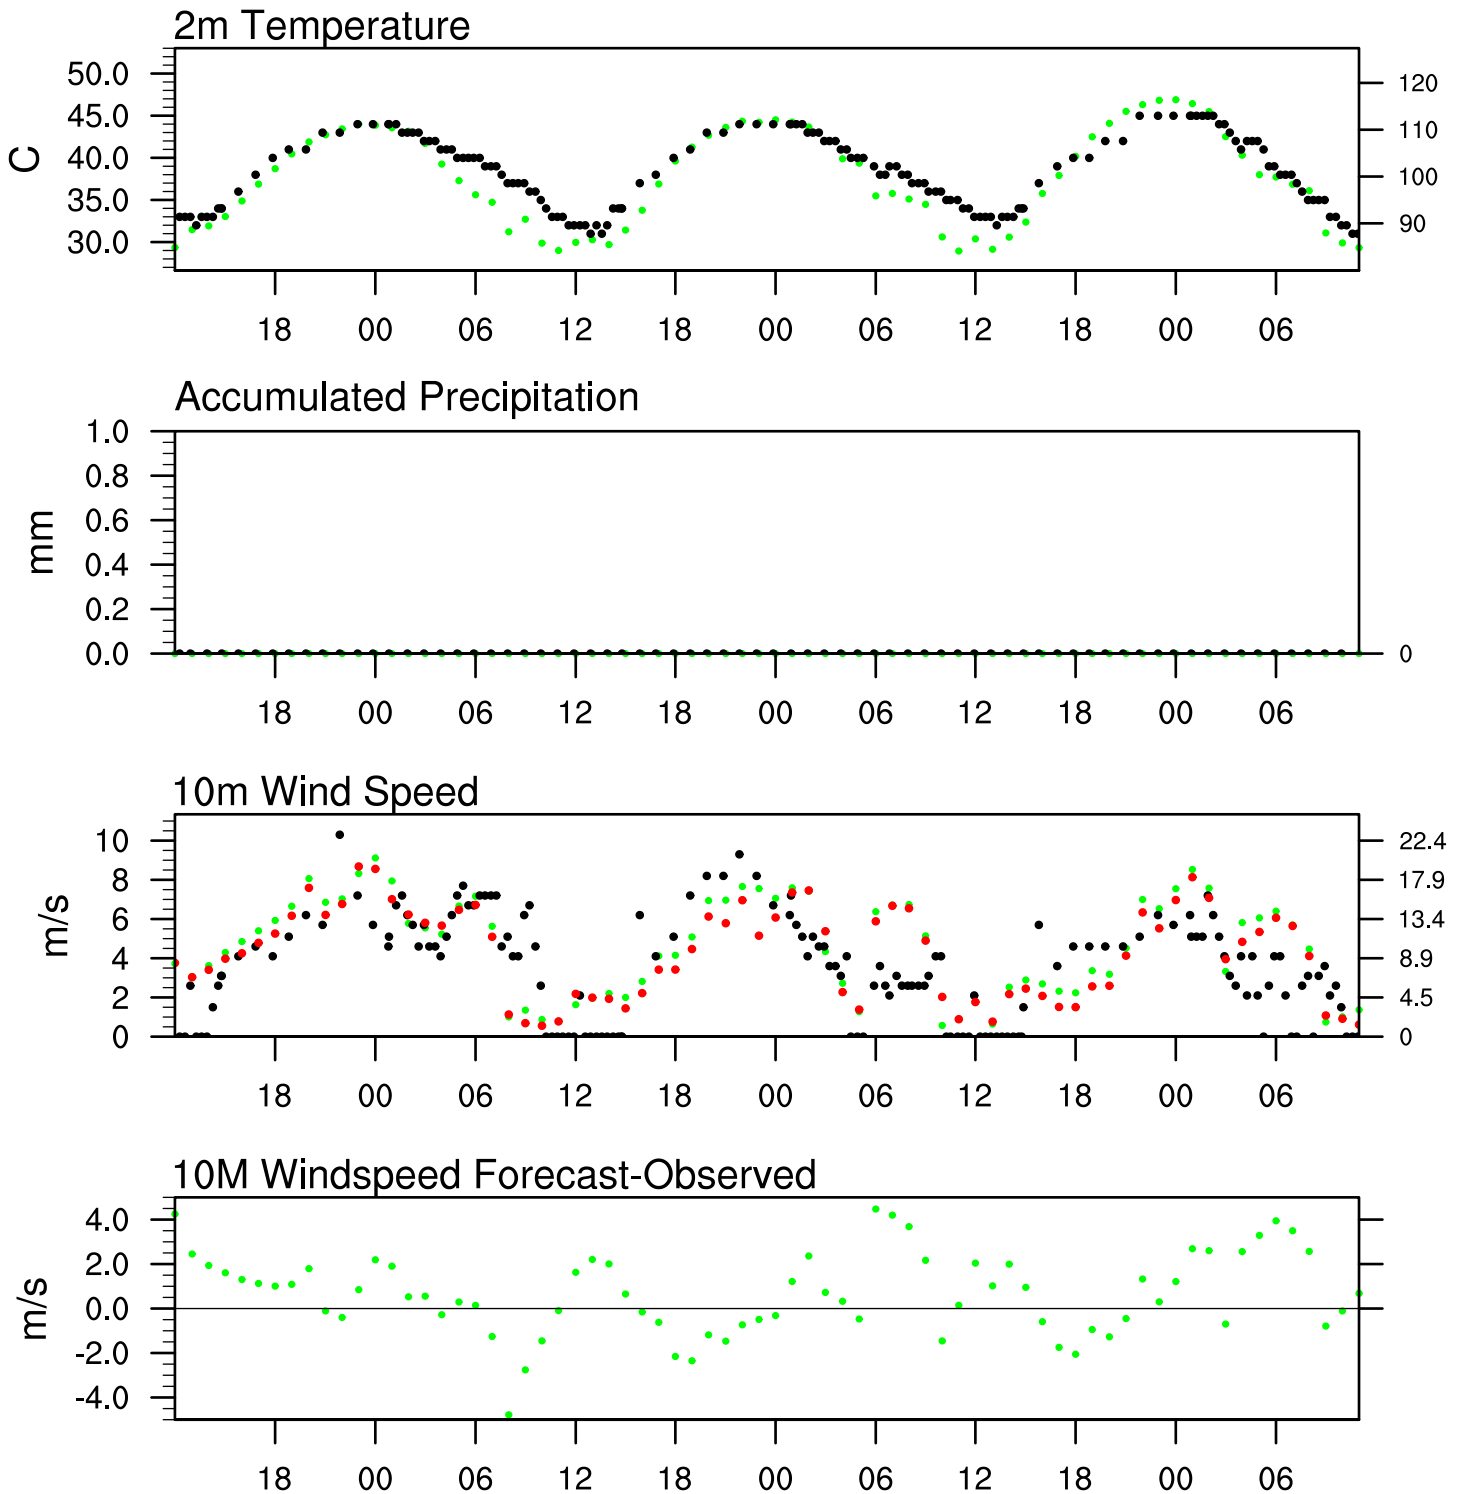 2m Temperature
C
50.0
45.0
40.0
35.0
30.0
120
110
100
90
18 00 06 12 18 00 06 12 18 00 06
Accumulated Precipitation
mm
1.0
0.8
0.6
0.4
0.2
0.0
0
18 00 06 12 18 00 06 12 18 00 06
10m Wind Speed
m/s
10
8
6
4
2
0
22.4
17.9
13.4
8.9
4.5
0
18 00 06 12 18 00 06 12 18 00 06
10M Windspeed Forecast-Observed
m/s
4.0
2.0
0.0
-2.0
-4.0
18 00 06 12 18 00 06 12 18 00 06